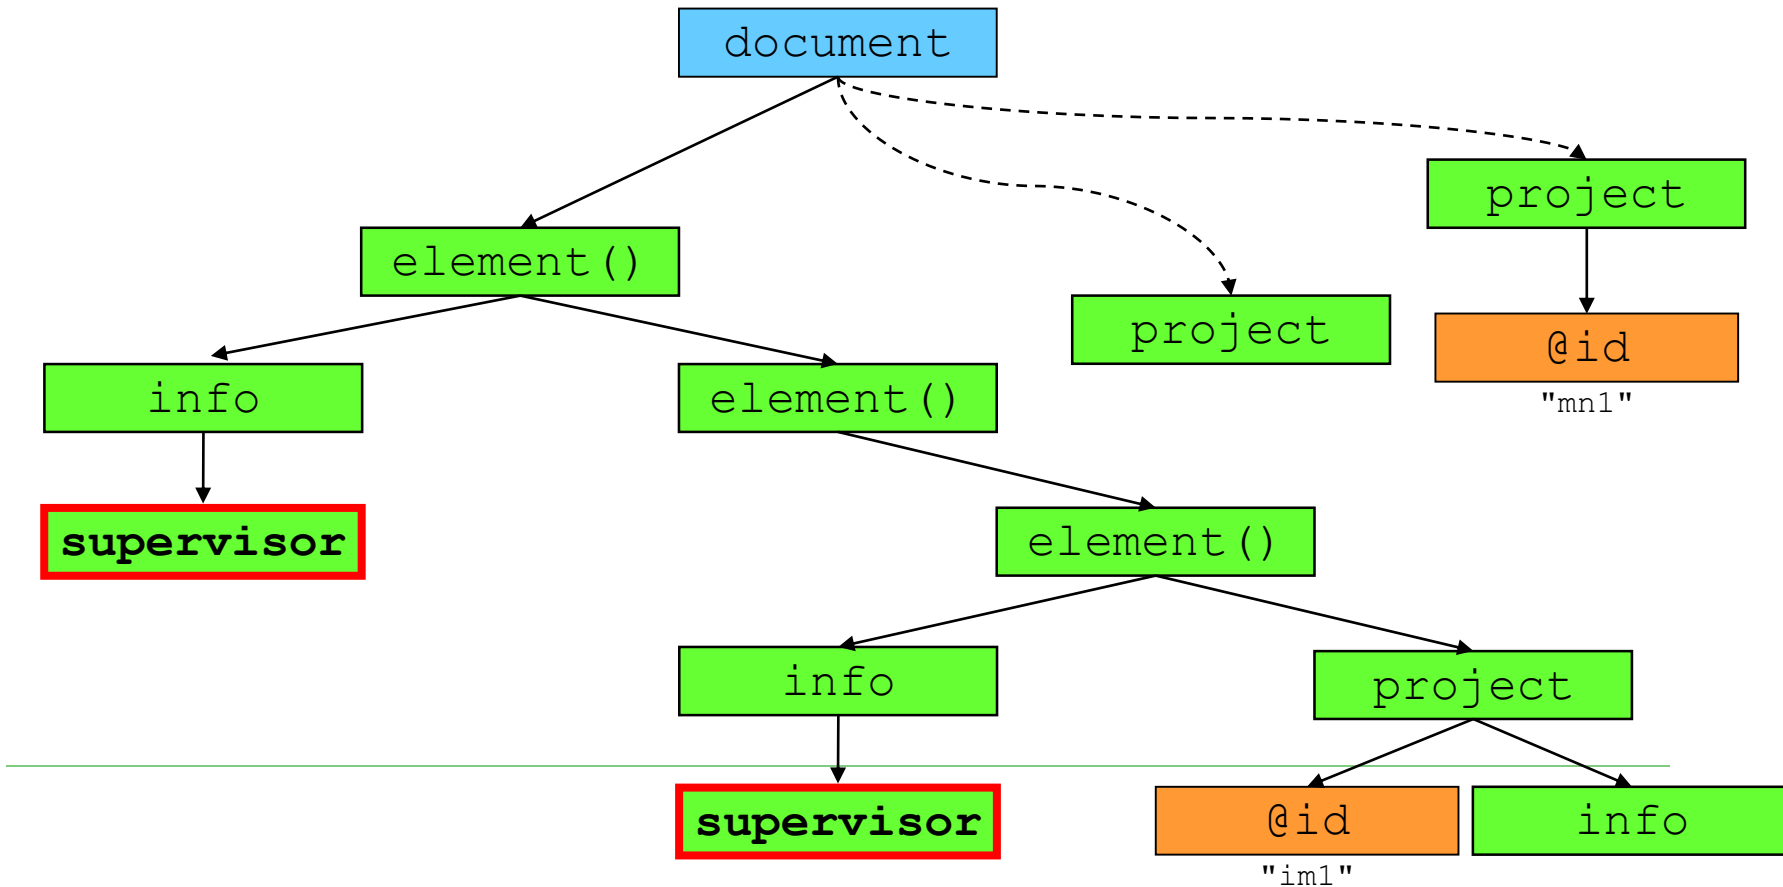 document
project
element()
project
@id
info
element()
"mn1"
supervisor
element()
info
project
supervisor
@id
info
"im1"